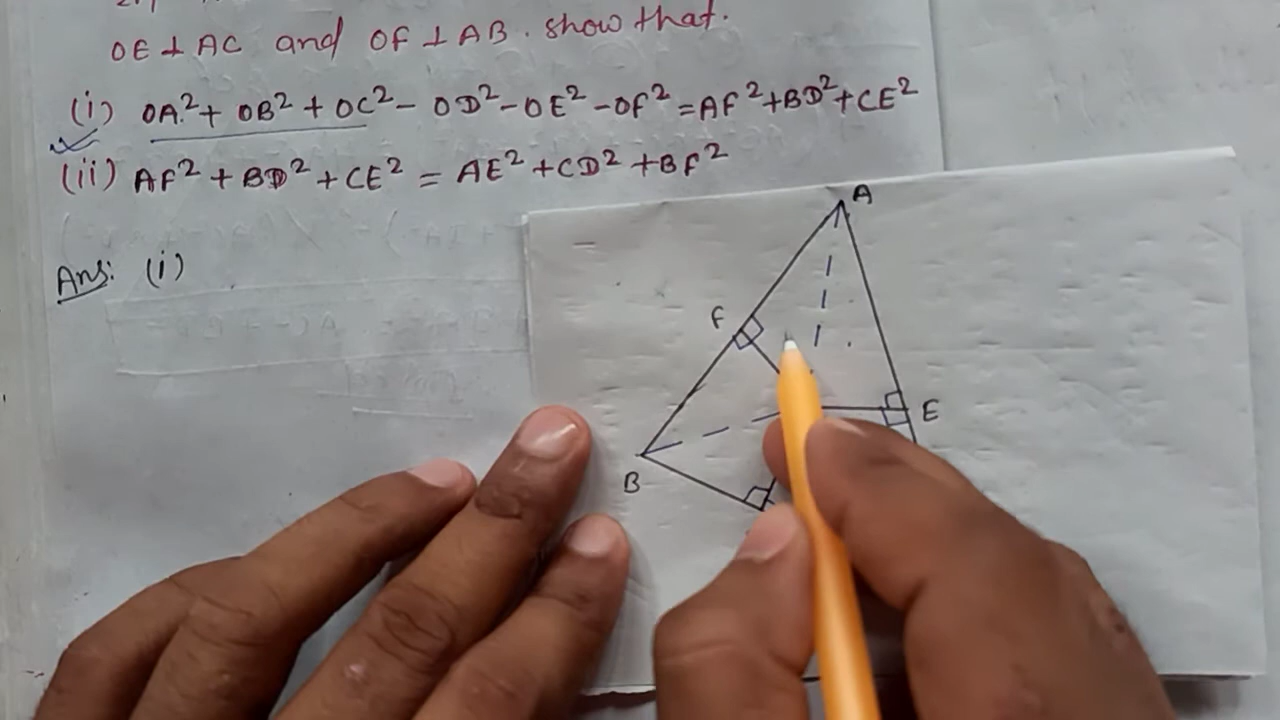 OE ⊥ AC and OF ⊥ AB. show that.
(i) OA² + OB² + OC² - OD² - OE² - OF² = AF² + BD² + CE²
(ii) AF² + BD² + CE² = AE² + CD² + BF²
Ans: (i)
A
F
E
B